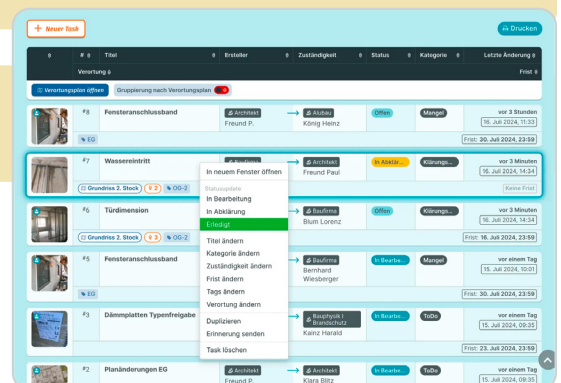 + Neuer Task
Drucken
# Titel Ersteller Zuständigkeit Status Kategorie Letzte Änderung
Verortung Frist
Verortungsplan öffnen Gruppierung nach Verortungsplan
#8 Fensteranschlussband Architekt → Alubau Offen Mangel vor 3 Stunden
Freund P. König Heinz 16. Juli 2024, 11:33
EG Frist: 30. Juli 2024, 23:59
#7 Wassereintritt → Architekt In Abklär... Klärungs... vor 3 Minuten
Freund Paul 16. Juli 2024, 14:34
Grundriss 2. Stock 2 OG-2 Keine Frist
In neuem Fenster öffnen
Statusupdate
In Bearbeitung
In Abklärung
Erledigt
Titel ändern
Kategorie ändern
Zuständigkeit ändern
Frist ändern
Tags ändern
Verortung ändern
Duplizieren
Erinnerung senden
Task löschen
#6 Türdimension → Baufirma Offen Klärungs... vor 3 Minuten
Blum Lorenz 16. Juli 2024, 14:34
Grundriss 2. Stock 3 OG-2 Frist: 16. Juli 2024, 23:59
#5 Fensteranschlussband → Baufirma In Bearbe... Mangel vor einem Tag
Bernhard 15. Juli 2024, 10:01
Wiesberger
EG Frist: 30. Juli 2024, 23:59
#3 Dämmplatten Typenfreigabe → Bauphysik | In Bearbe... ToDo vor einem Tag
Brandschutz 15. Juli 2024, 09:35
Kainz Harald
Frist: 23. Juli 2024, 23:59
#2 Planänderungen EG Architekt → Architekt In Bearbe... ToDo vor einem Tag
Freund P. Klara Blitz 15. Juli 2024, 09:35